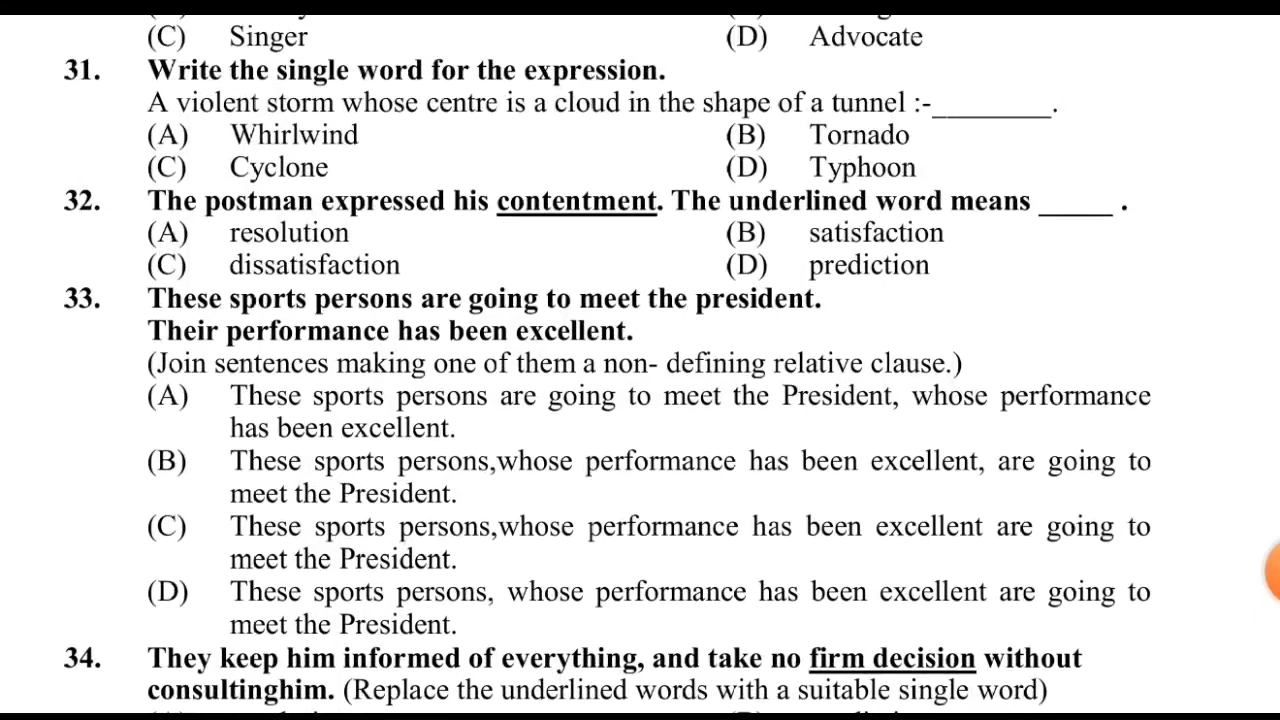 (C) Singer (D) Advocate
31. Write the single word for the expression.
A violent storm whose centre is a cloud in the shape of a tunnel :-________.
(A) Whirlwind (B) Tornado
(C) Cyclone (D) Typhoon
32. The postman expressed his contentment. The underlined word means _____ .
(A) resolution (B) satisfaction
(C) dissatisfaction (D) prediction
33. These sports persons are going to meet the president.
Their performance has been excellent.
(Join sentences making one of them a non- defining relative clause.)
(A) These sports persons are going to meet the President, whose performance
has been excellent.
(B) These sports persons,whose performance has been excellent, are going to
meet the President.
(C) These sports persons,whose performance has been excellent are going to
meet the President.
(D) These sports persons, whose performance has been excellent are going to
meet the President.
34. They keep him informed of everything, and take no firm decision without
consultinghim. (Replace the underlined words with a suitable single word)